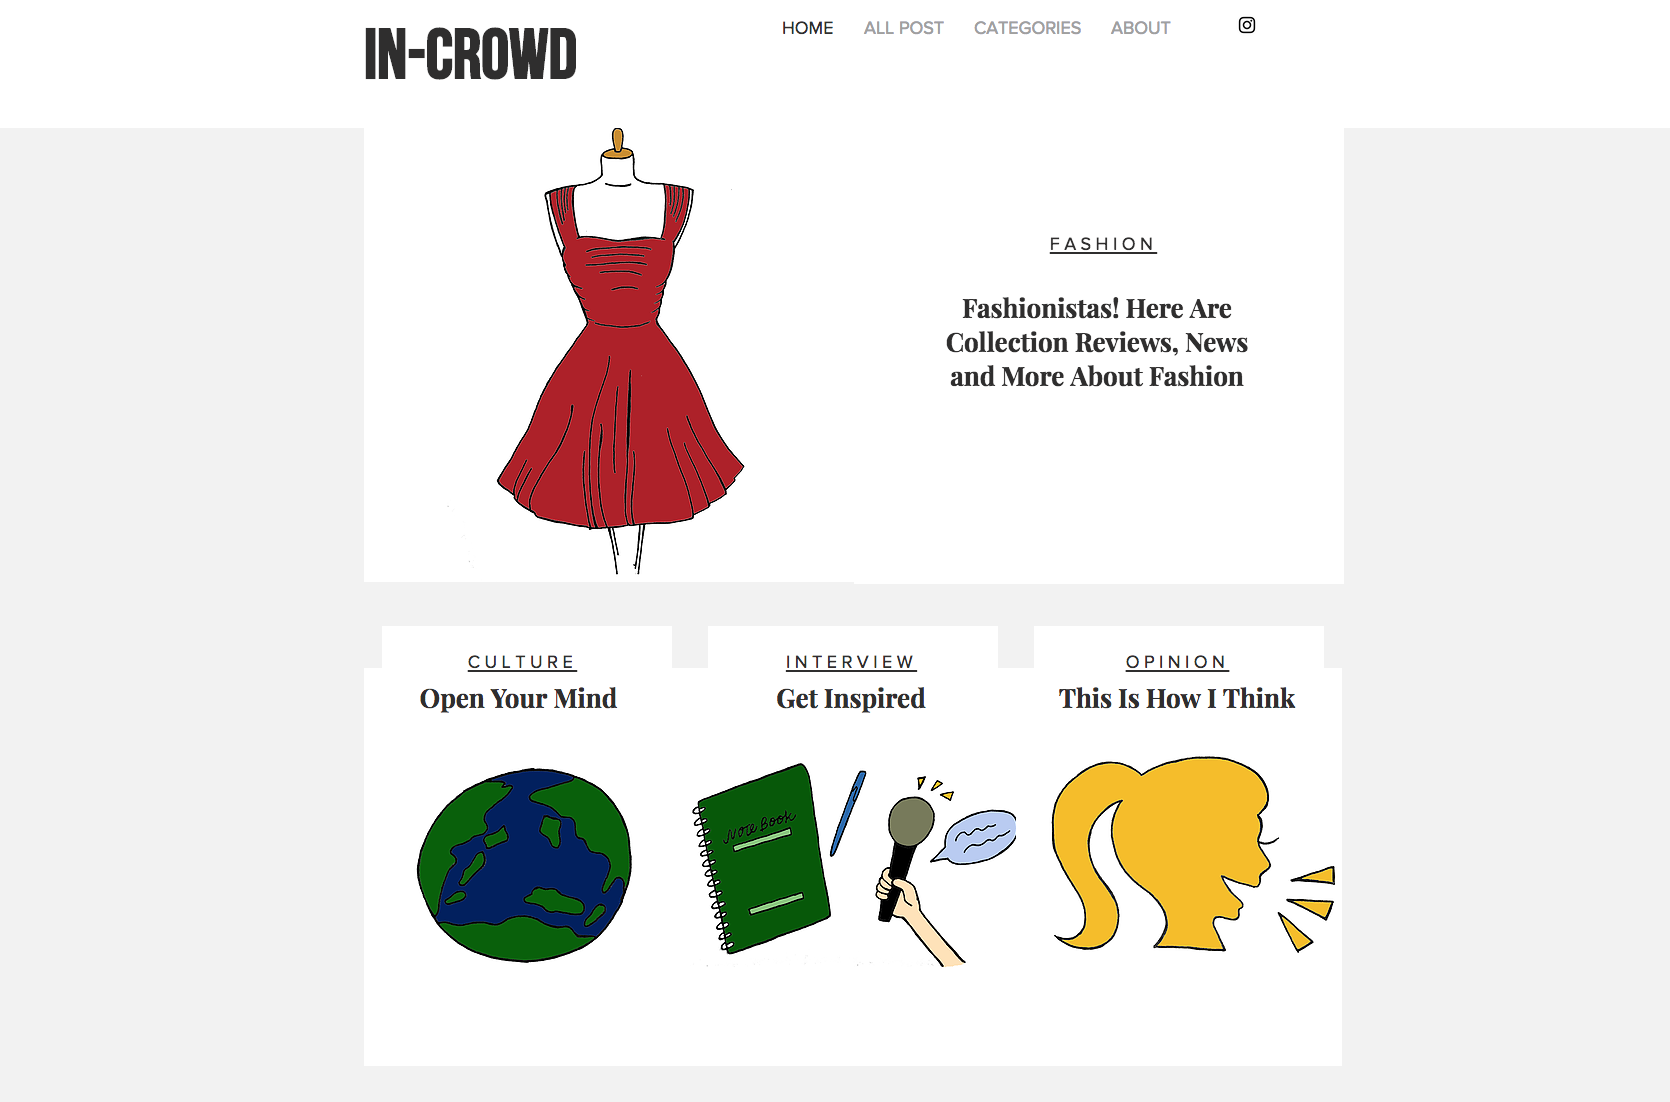 IN-CROWD
HOME ALL POST CATEGORIES ABOUT
FASHION
Fashionistas! Here Are
Collection Reviews, News
and More About Fashion
CULTURE
Open Your Mind
INTERVIEW
Get Inspired
OPINION
This Is How I Think
Note Book